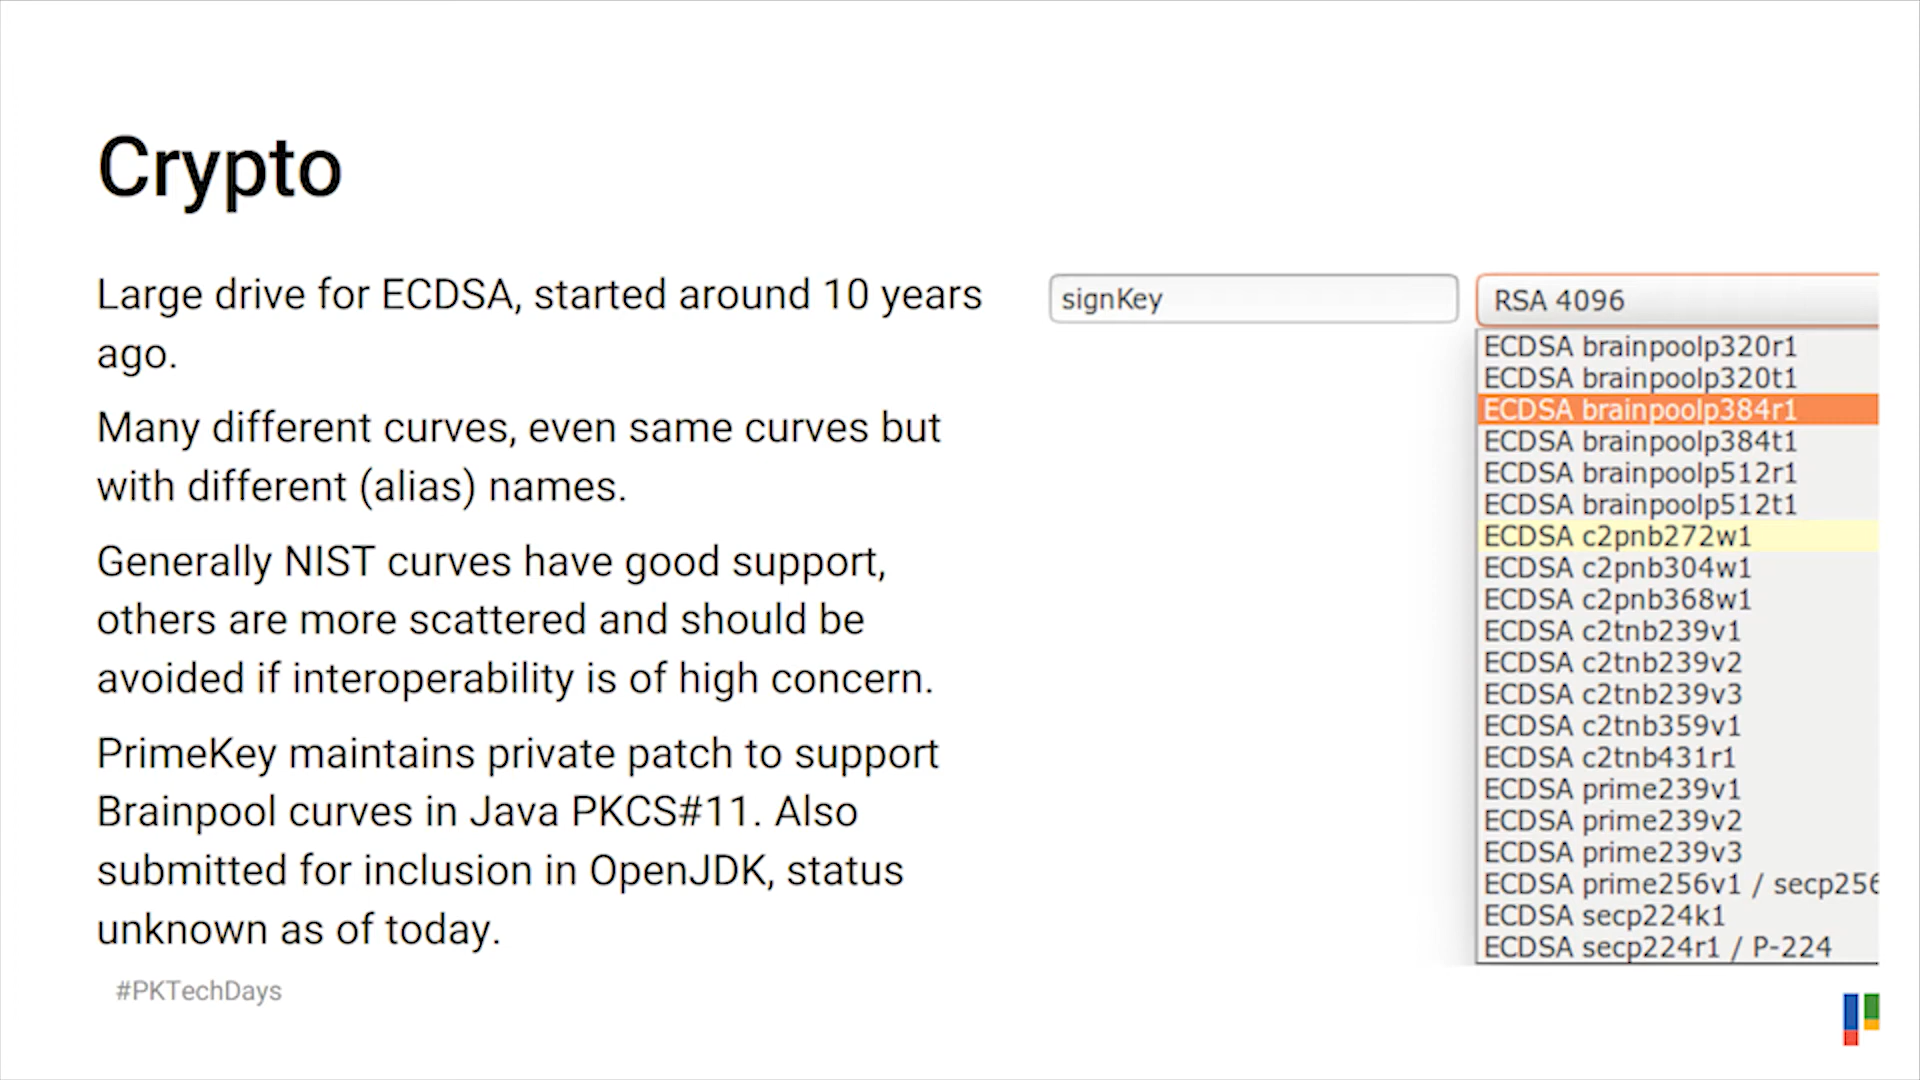 Crypto
Large drive for ECDSA, started around 10 years
ago.
Many different curves, even same curves but
with different (alias) names.
Generally NIST curves have good support,
others are more scattered and should be
avoided if interoperability is of high concern.
PrimeKey maintains private patch to support
Brainpool curves in Java PKCS#11. Also
submitted for inclusion in OpenJDK, status
unknown as of today.
#PKTechDays
signKey
RSA 4096
ECDSA brainpoolp320r1
ECDSA brainpoolp320t1
ECDSA brainpoolp384r1
ECDSA brainpoolp384t1
ECDSA brainpoolp512r1
ECDSA brainpoolp512t1
ECDSA c2pnb272w1
ECDSA c2pnb304w1
ECDSA c2pnb368w1
ECDSA c2tnb239v1
ECDSA c2tnb239v2
ECDSA c2tnb239v3
ECDSA c2tnb359v1
ECDSA c2tnb431r1
ECDSA prime239v1
ECDSA prime239v2
ECDSA prime239v3
ECDSA prime256v1 / secp256
ECDSA secp224k1
ECDSA secp224r1 / P-224